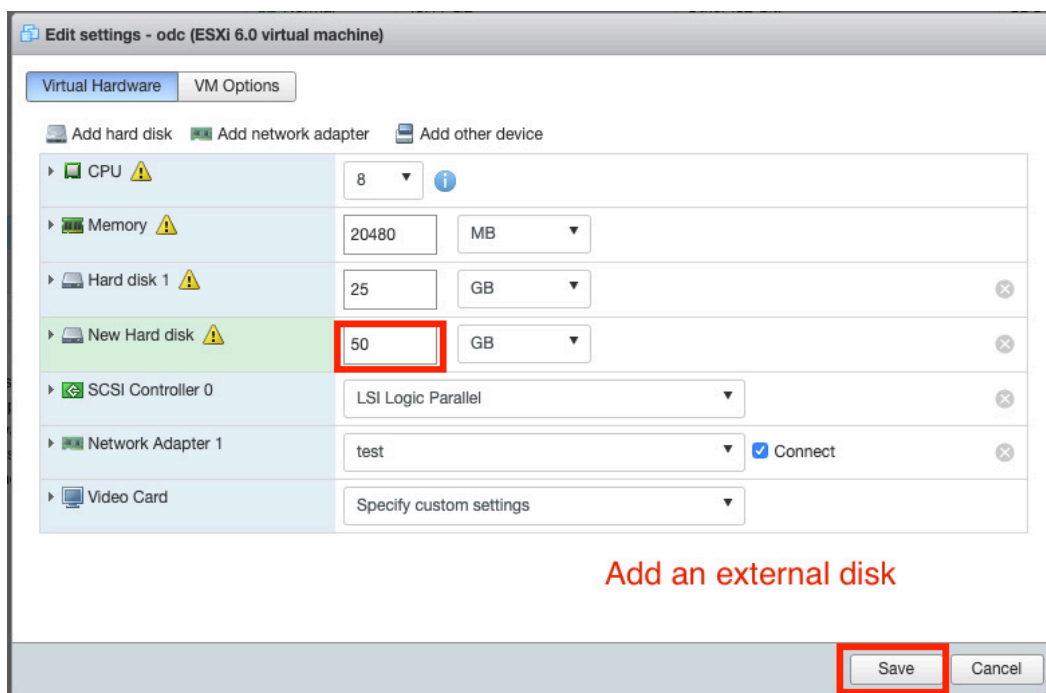 Edit settings - odc (ESXi 6.0 virtual machine)
Virtual Hardware VM Options
Add hard disk Add network adapter Add other device
CPU 8
Memory 20480 MB
Hard disk 1 25 GB
New Hard disk 50 GB
SCSI Controller 0 LSI Logic Parallel
Network Adapter 1 test Connect
Video Card Specify custom settings
Add an external disk
Save Cancel